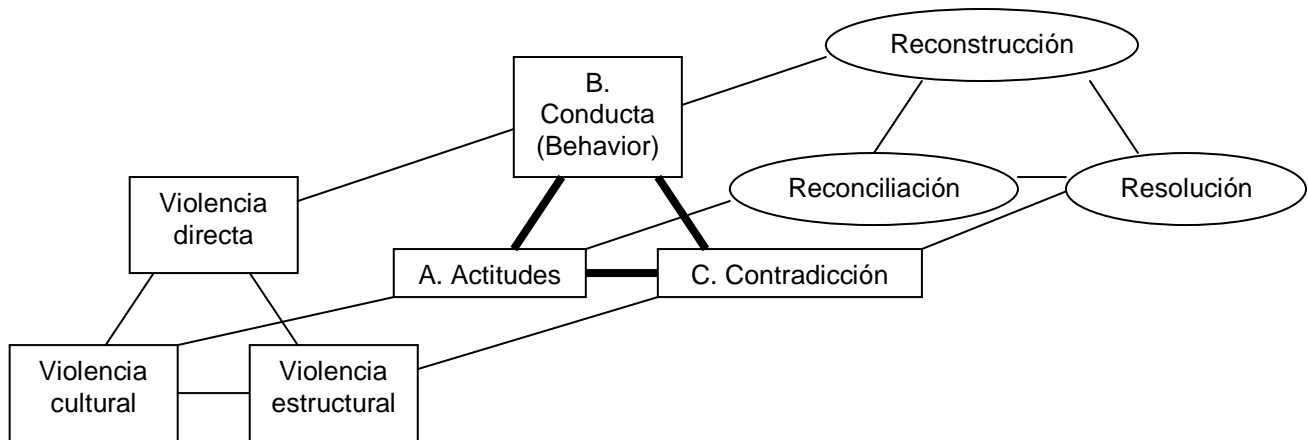 Reconstrucción
B.
Conducta
(Behavior)
Reconciliación
Resolución
Violencia
directa
A. Actitudes
C. Contradicción
Violencia
cultural
Violencia
estructural